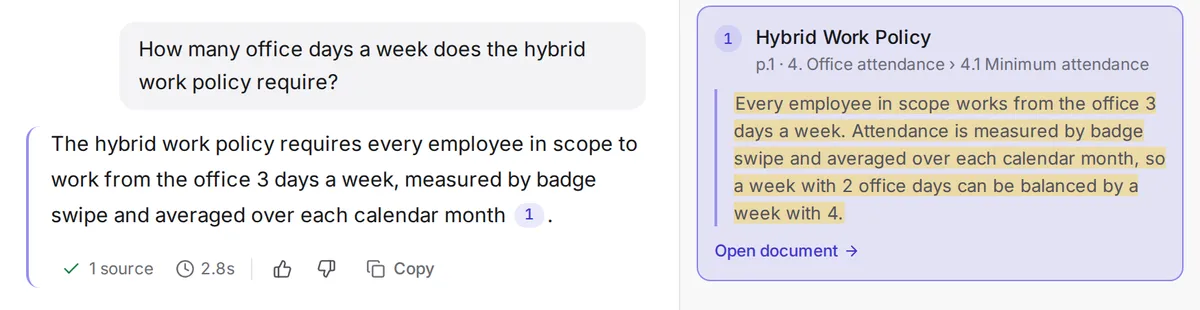 How many office days a week does the hybrid
work policy require?
The hybrid work policy requires every employee in scope to
work from the office 3 days a week, measured by badge
swipe and averaged over each calendar month 1 .
1 source 2.8s Copy
1 Hybrid Work Policy
p.1 · 4. Office attendance › 4.1 Minimum attendance
Every employee in scope works from the office 3
days a week. Attendance is measured by badge
swipe and averaged over each calendar month, so
a week with 2 office days can be balanced by a
week with 4.
Open document →